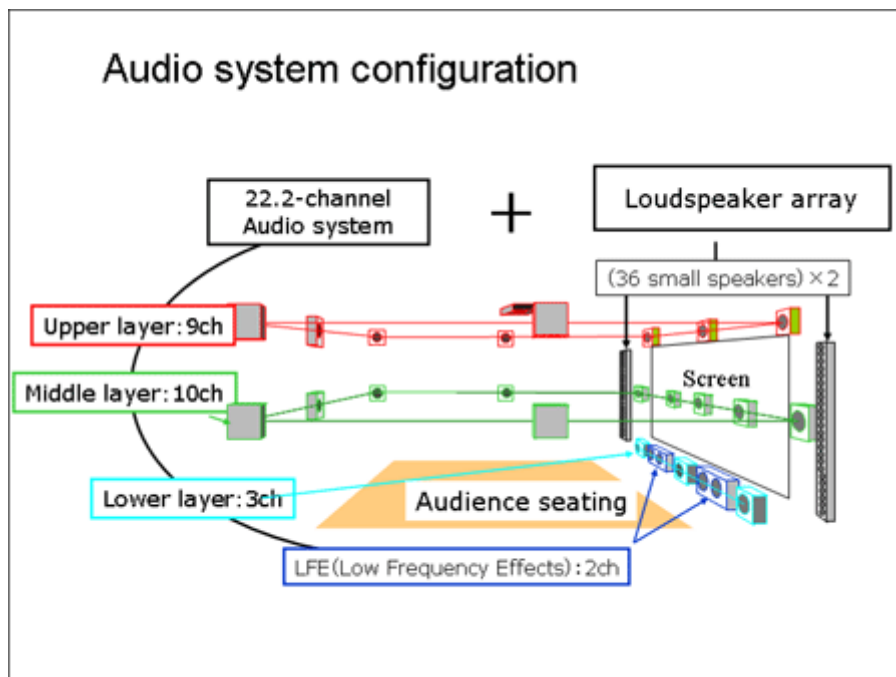 Audio system configuration
22.2-channel
Audio system
+
Loudspeaker array
(36 small speakers)×2
Upper layer:9ch
Middle layer:10ch
Screen
Lower layer:3ch
Audience seating
LFE(Low Frequency Effects):2ch